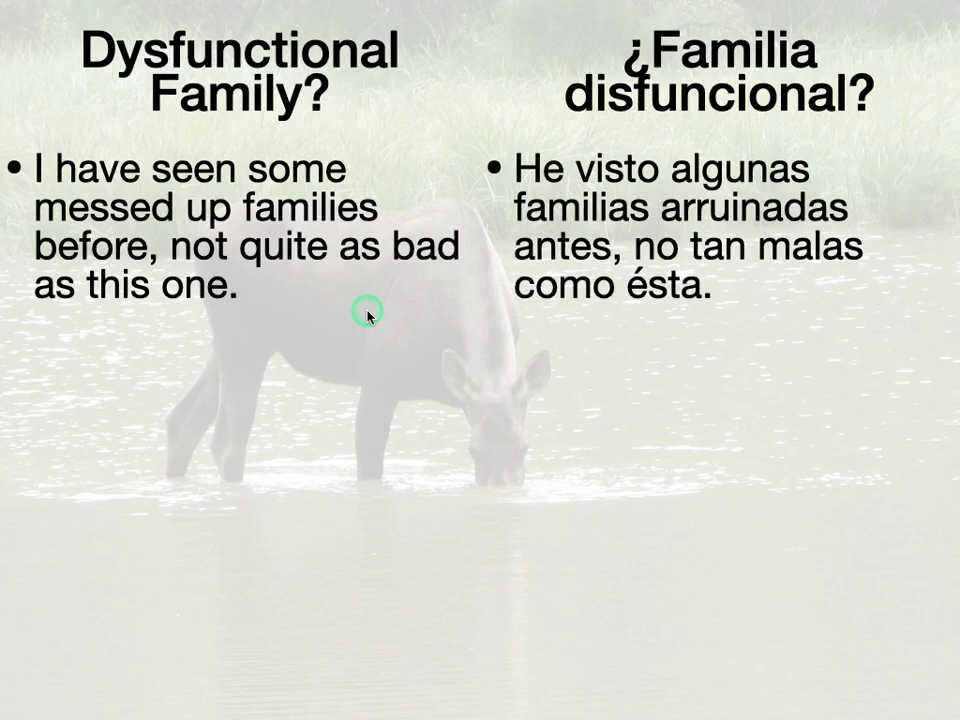 Dysfunctional
Family?
• I have seen some
messed up families
before, not quite as bad
as this one.
¿Familia
disfuncional?
• He visto algunas
familias arruinadas
antes, no tan malas
como ésta.